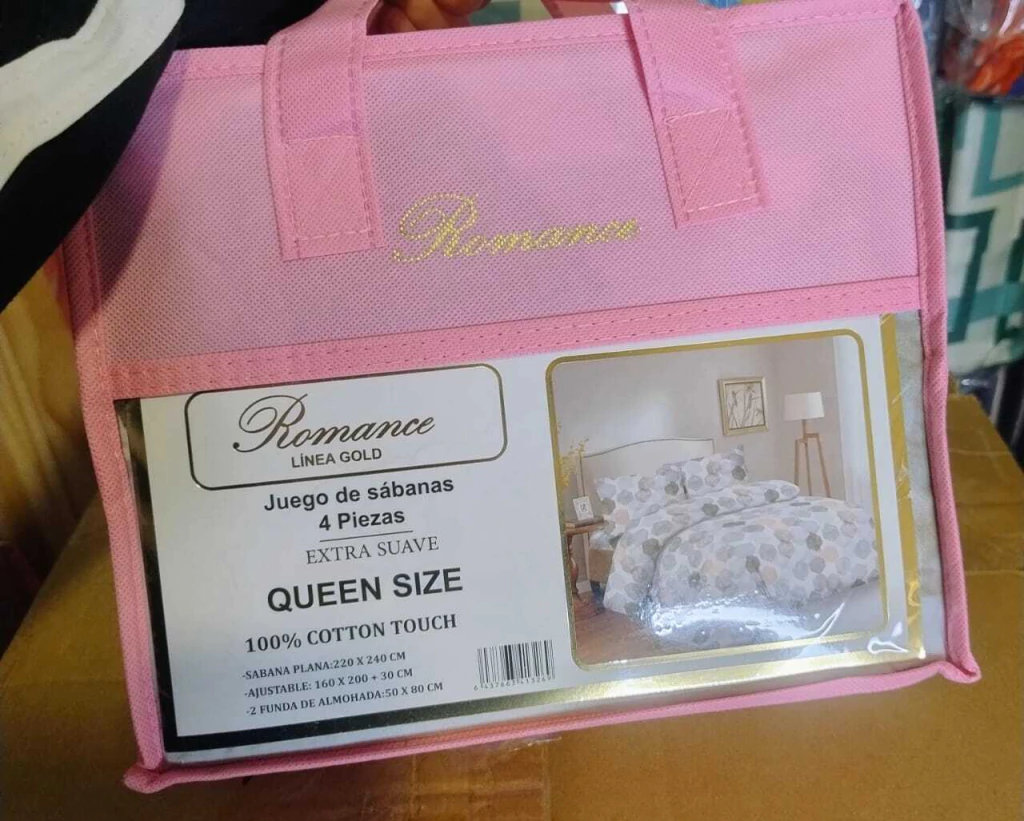 Romance
Romance
LÍNEA GOLD
Juego de sábanas
4 Piezas
EXTRA SUAVE
QUEEN SIZE
100% COTTON TOUCH
-SABANA PLANA:220 X 240 CM
-AJUSTABLE: 160 X 200 + 30 CM
-2 FUNDA DE ALMOHADA:50 X 80 CM